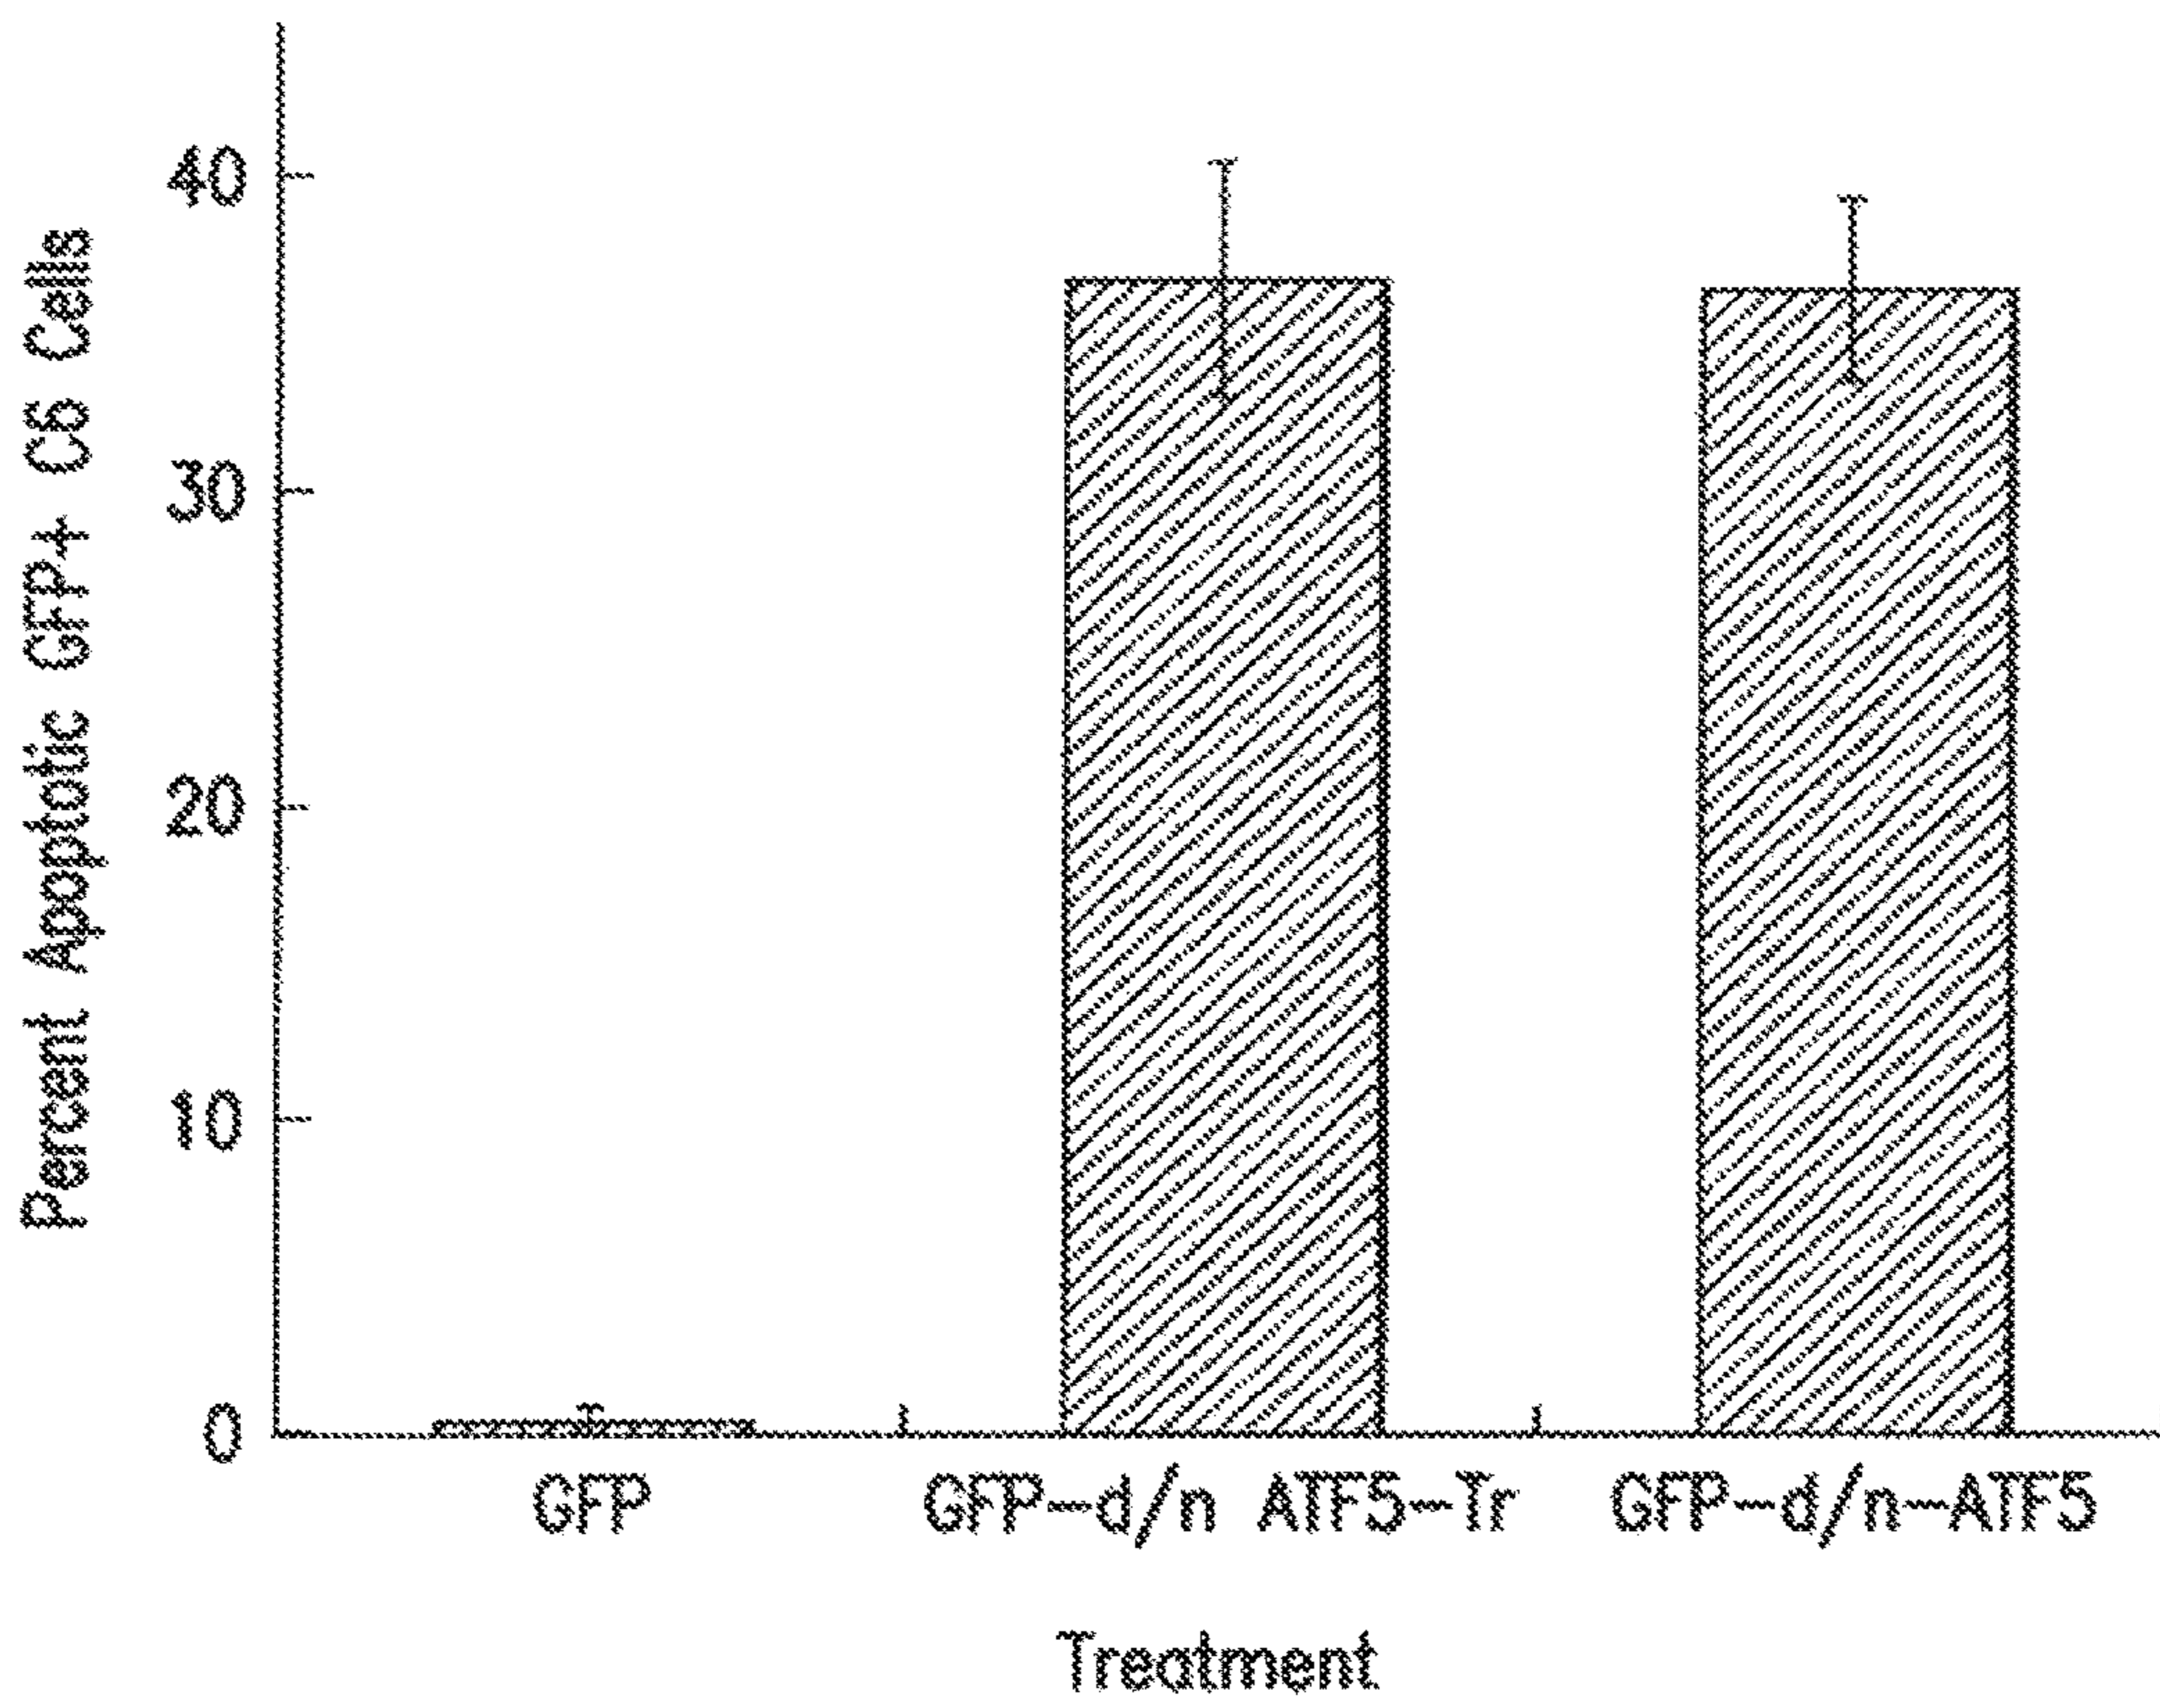 Percent Apoptotic GFP+ C6 Cells
40
30
20
10
0
GFP
GFP-d/n ATF5-Tr
GFP-d/n-ATF5
Treatment